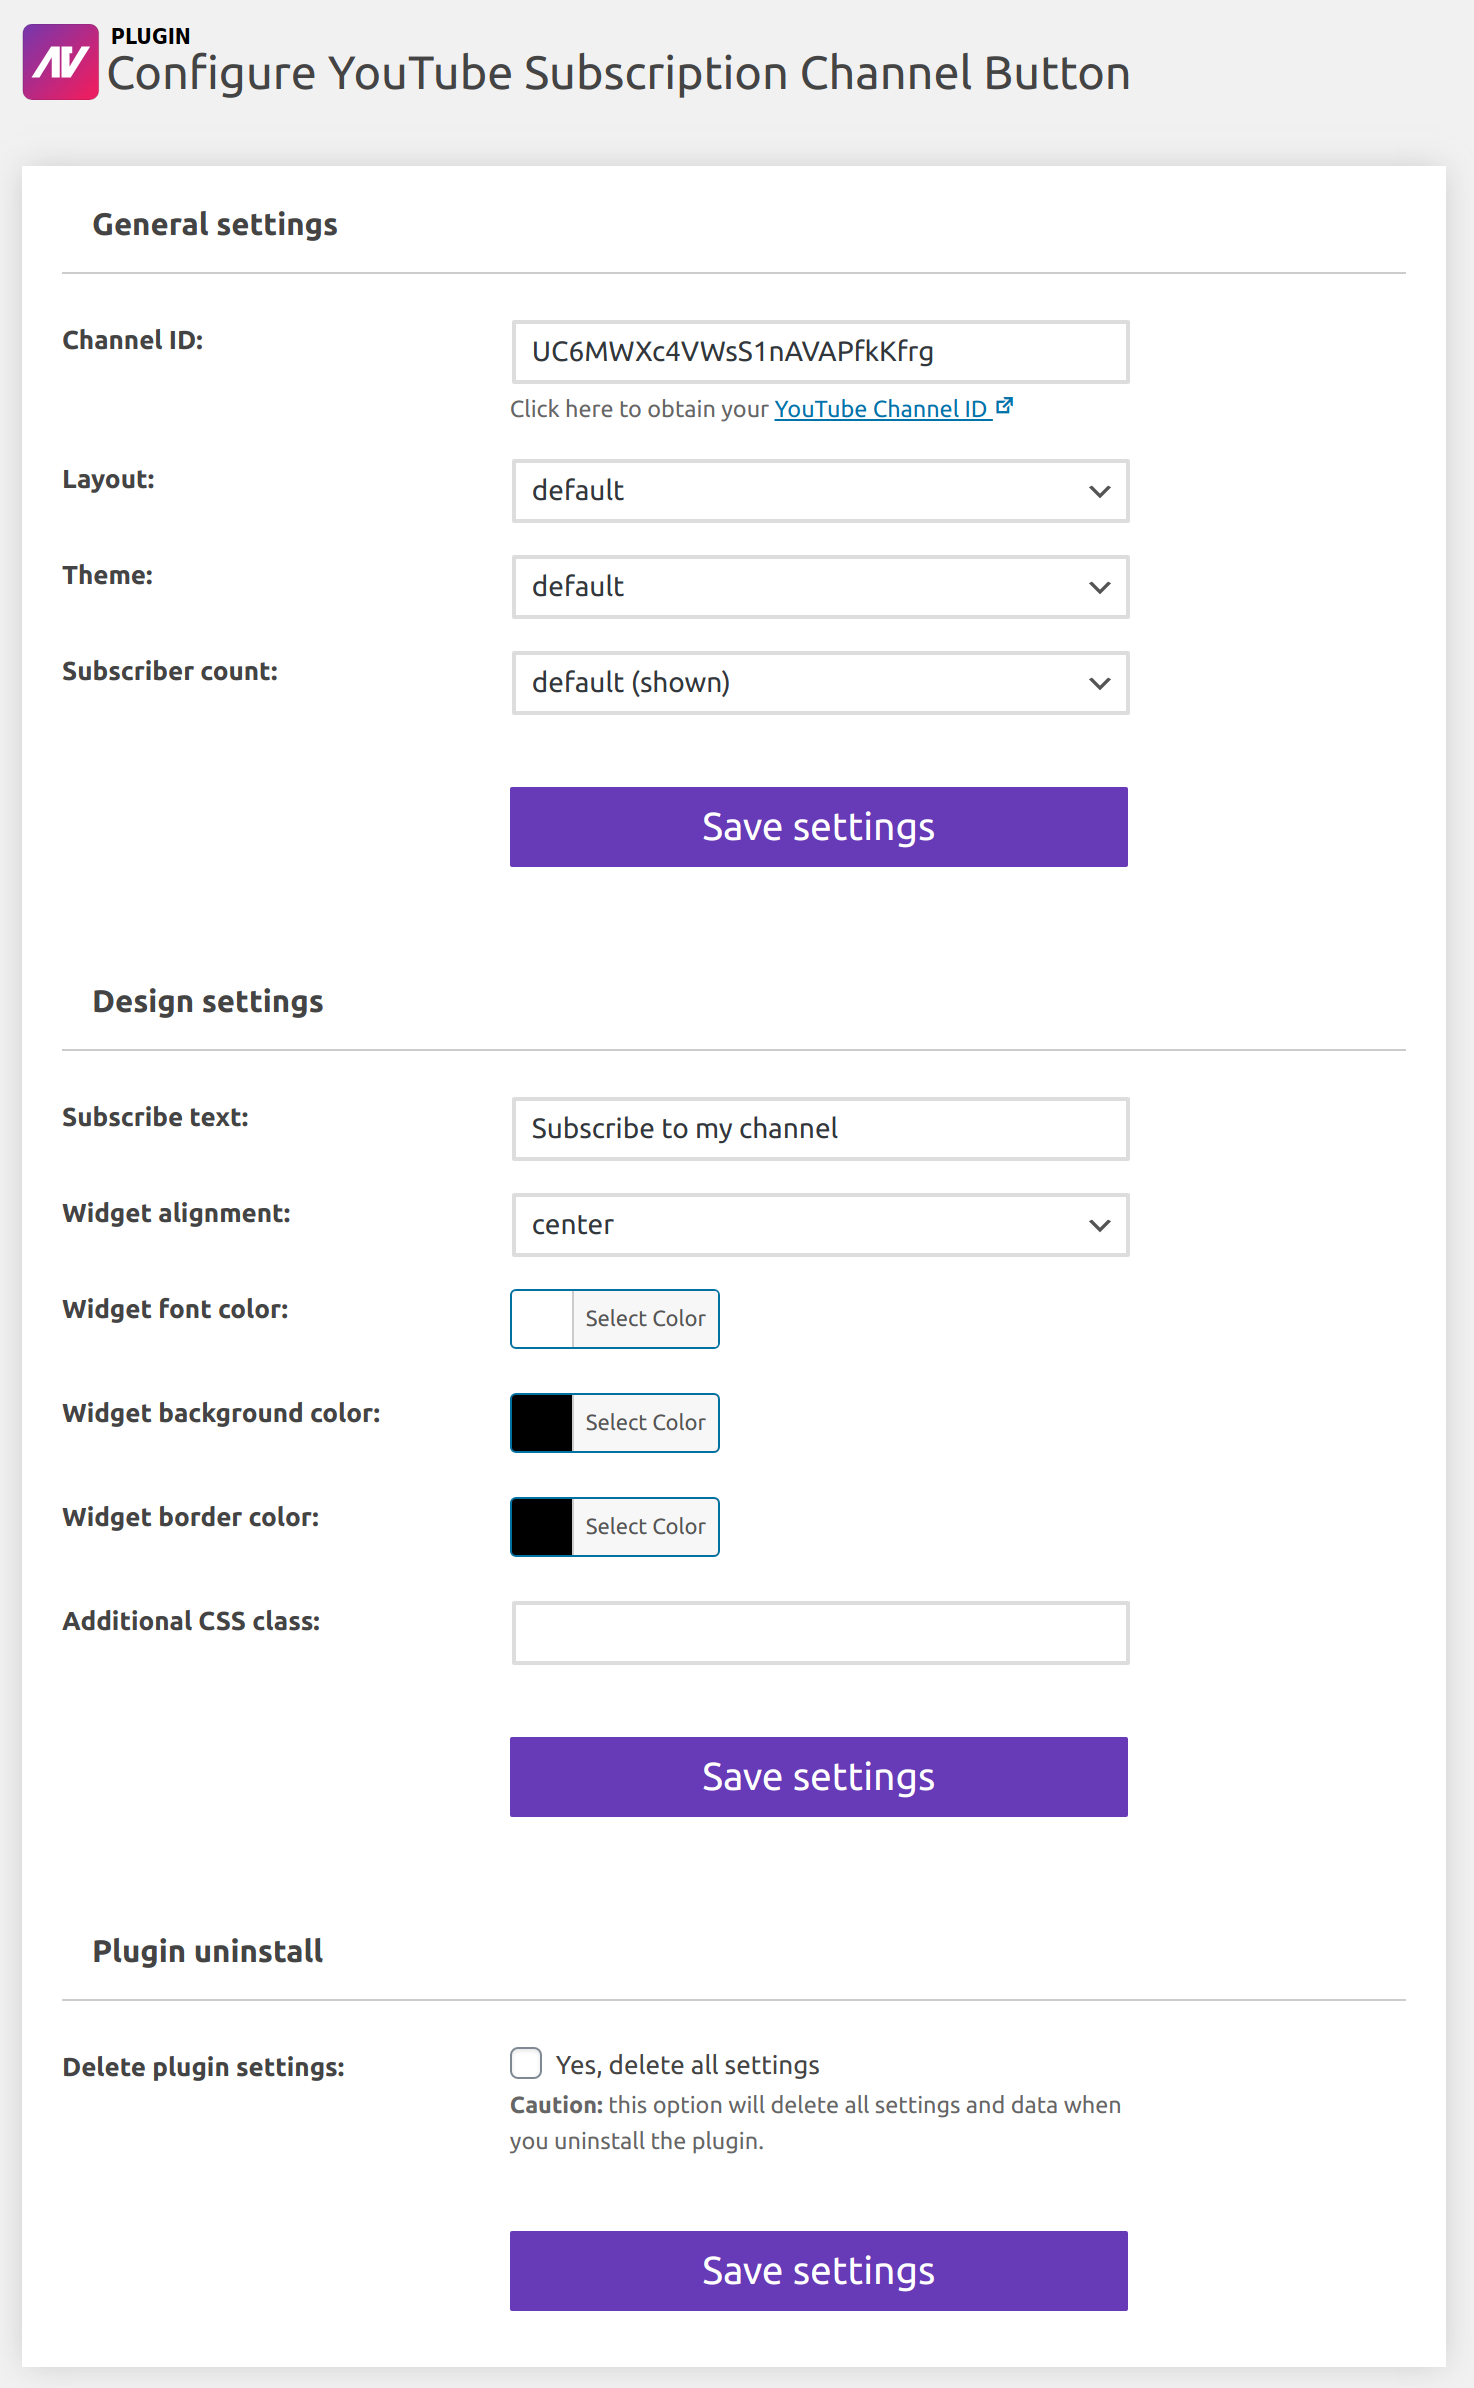 PLUGIN
Configure YouTube Subscription Channel Button
General settings
Channel ID:
UC6MWXc4VWsS1nAVAPfkKfrg
Click here to obtain your YouTube Channel ID
Layout:
default
Theme:
default
Subscriber count:
default (shown)
Save settings
Design settings
Subscribe text:
Subscribe to my channel
Widget alignment:
center
Widget font color:
Select Color
Widget background color:
Select Color
Widget border color:
Select Color
Additional CSS class:
Save settings
Plugin uninstall
Delete plugin settings:
Yes, delete all settings
Caution: this option will delete all settings and data when
you uninstall the plugin.
Save settings